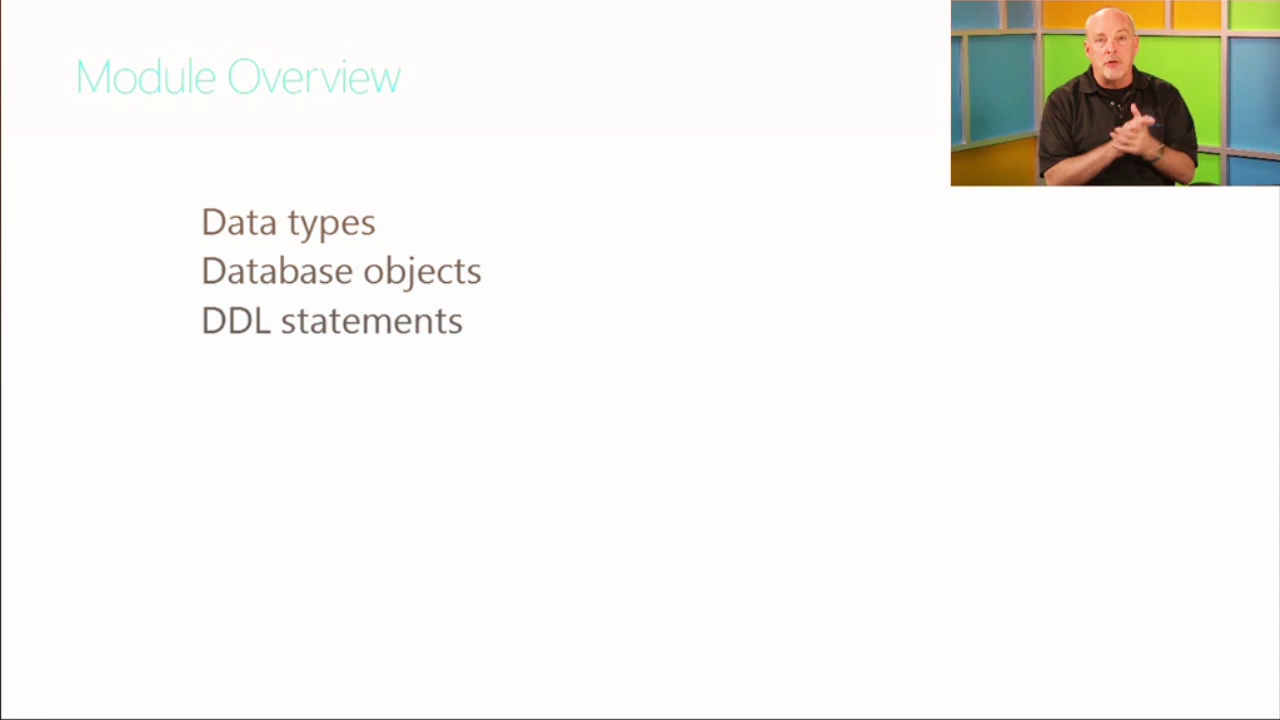 Module Overview
Data types
Database objects
DDL statements